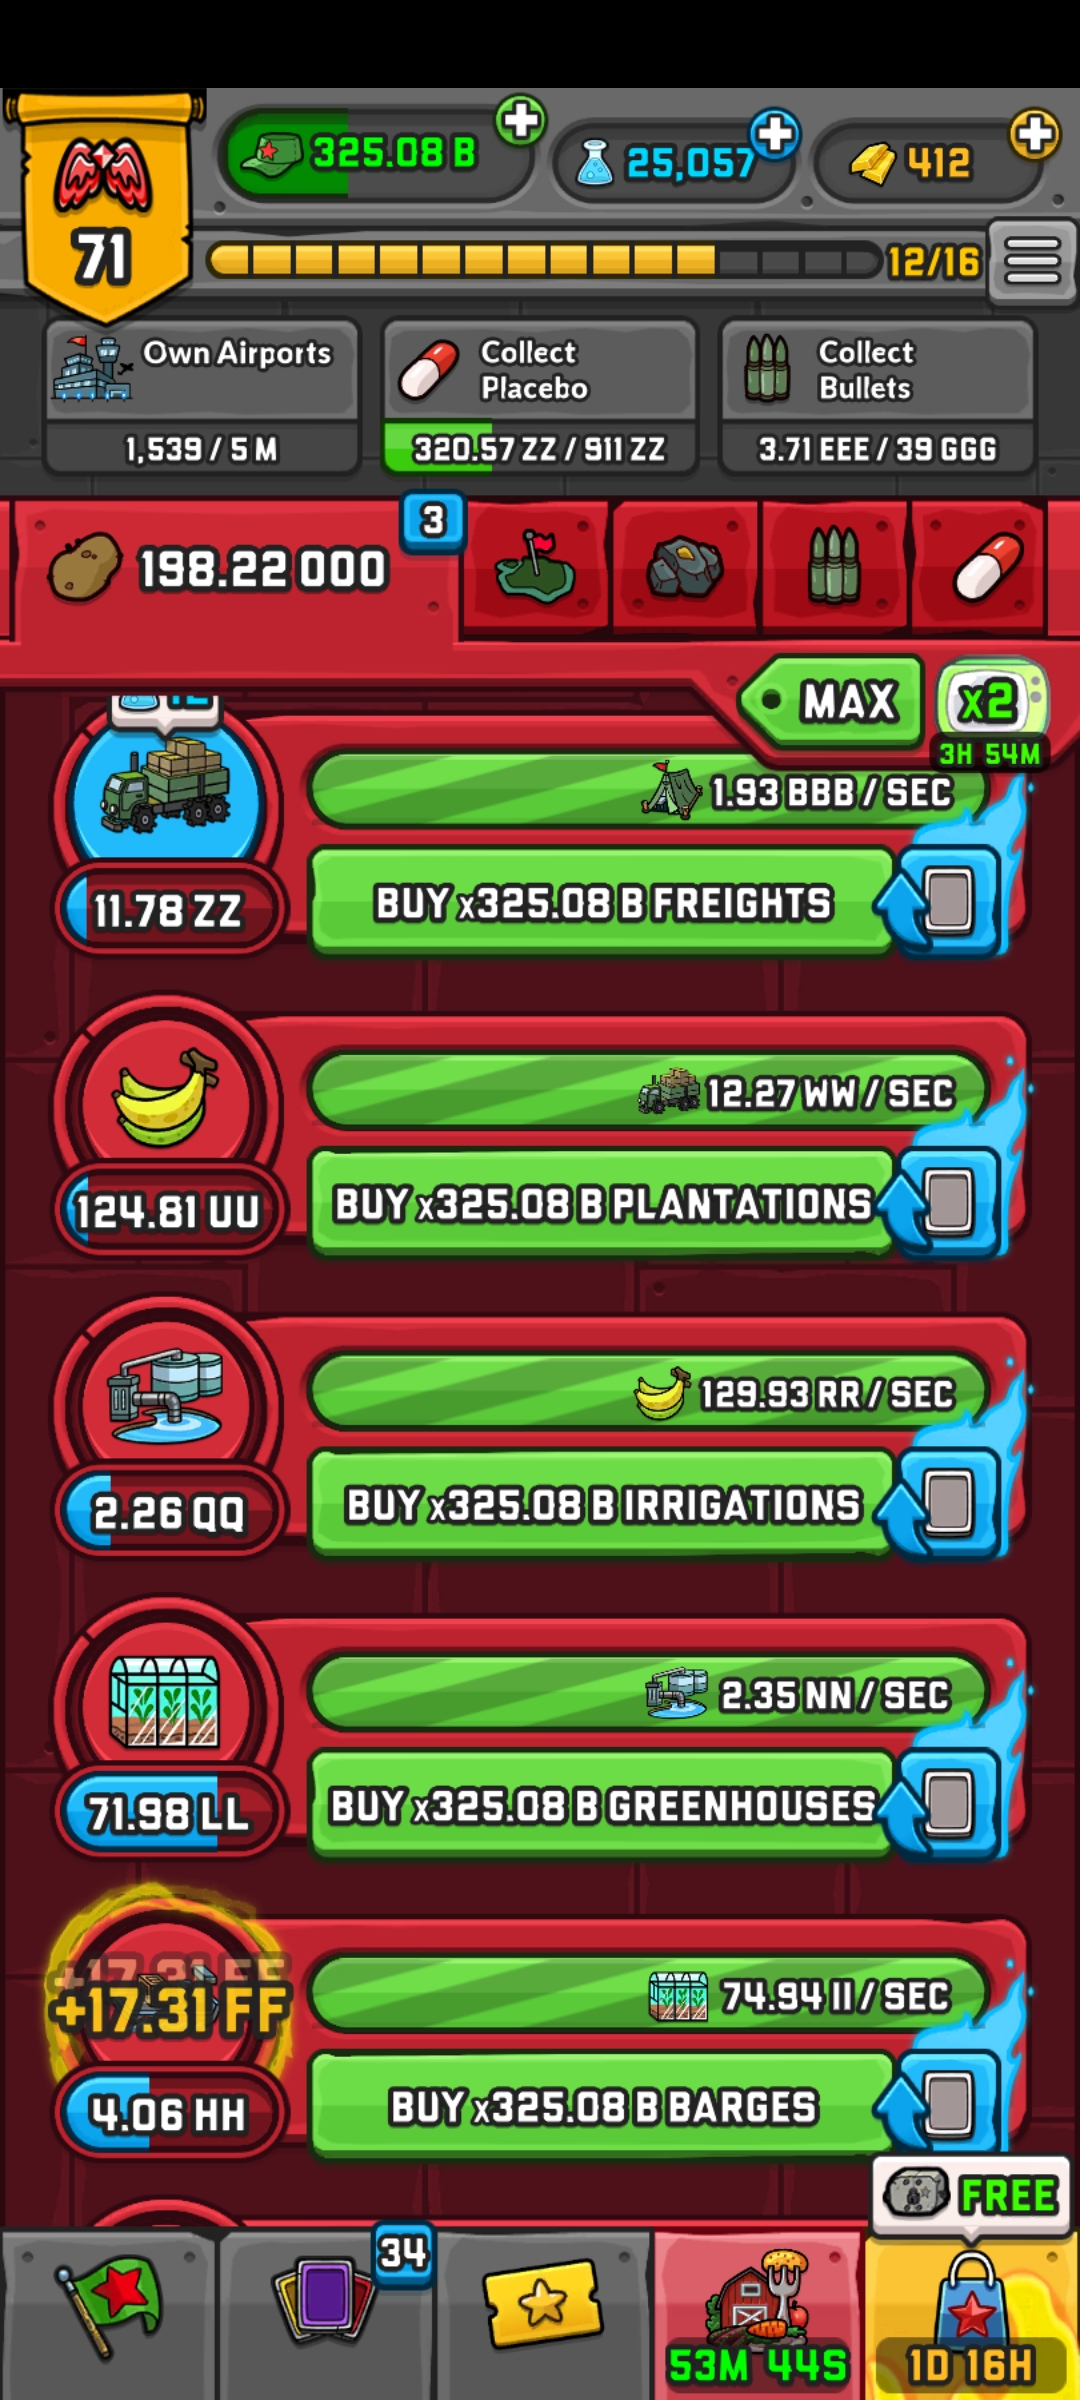 71
325.08 B
25,057
412
12/16
Own Airports
1,539 / 5 M
Collect
Placebo
320.57 ZZ / 911 ZZ
Collect
Bullets
3.71 EEE / 39 GGG
198.22 OOO
3
MAX
x2
3H 54M
12
1.93 BBB / SEC
11.78 ZZ
BUY x325.08 B FREIGHTS
12.27 WW / SEC
124.81 UU
BUY x325.08 B PLANTATIONS
129.93 RR / SEC
2.26 QQ
BUY x325.08 B IRRIGATIONS
2.35 NN / SEC
71.98 LL
BUY x325.08 B GREENHOUSES
+17.31 FF
+17.31 FF
74.94 II / SEC
4.06 HH
BUY x325.08 B BARGES
FREE
34
53M 44S
1D 16H